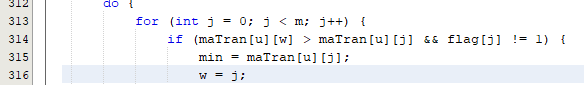 312 do {
313 for (int j = 0; j < m; j++) {
314 if (maTran[u][w] > maTran[u][j] && flag[j] != 1) {
315 min = maTran[u][j];
316 w = j;